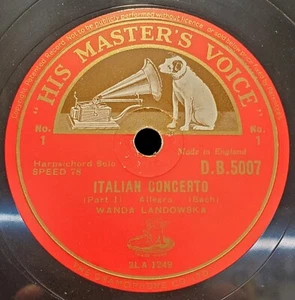 "HIS MASTER'S VOICE"
No. 1
No. 1
Made in England
Harpsichord Solo
SPEED 78
D.B.5007
ITALIAN CONCERTO
(Part 1) Allegro (Bach)
WANDA LANDOWSKA
2LA 1249